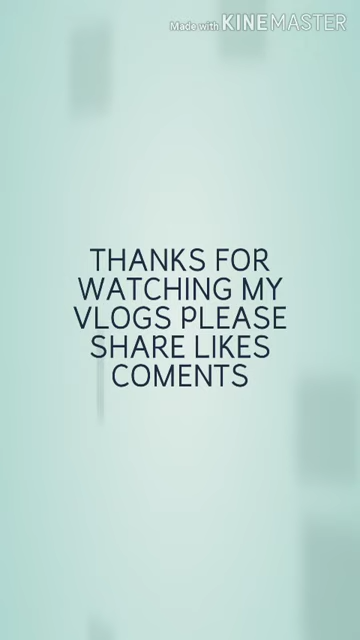 Made with KINEMASTER
THANKS FOR
WATCHING MY
VLOGS PLEASE
SHARE LIKES
COMENTS